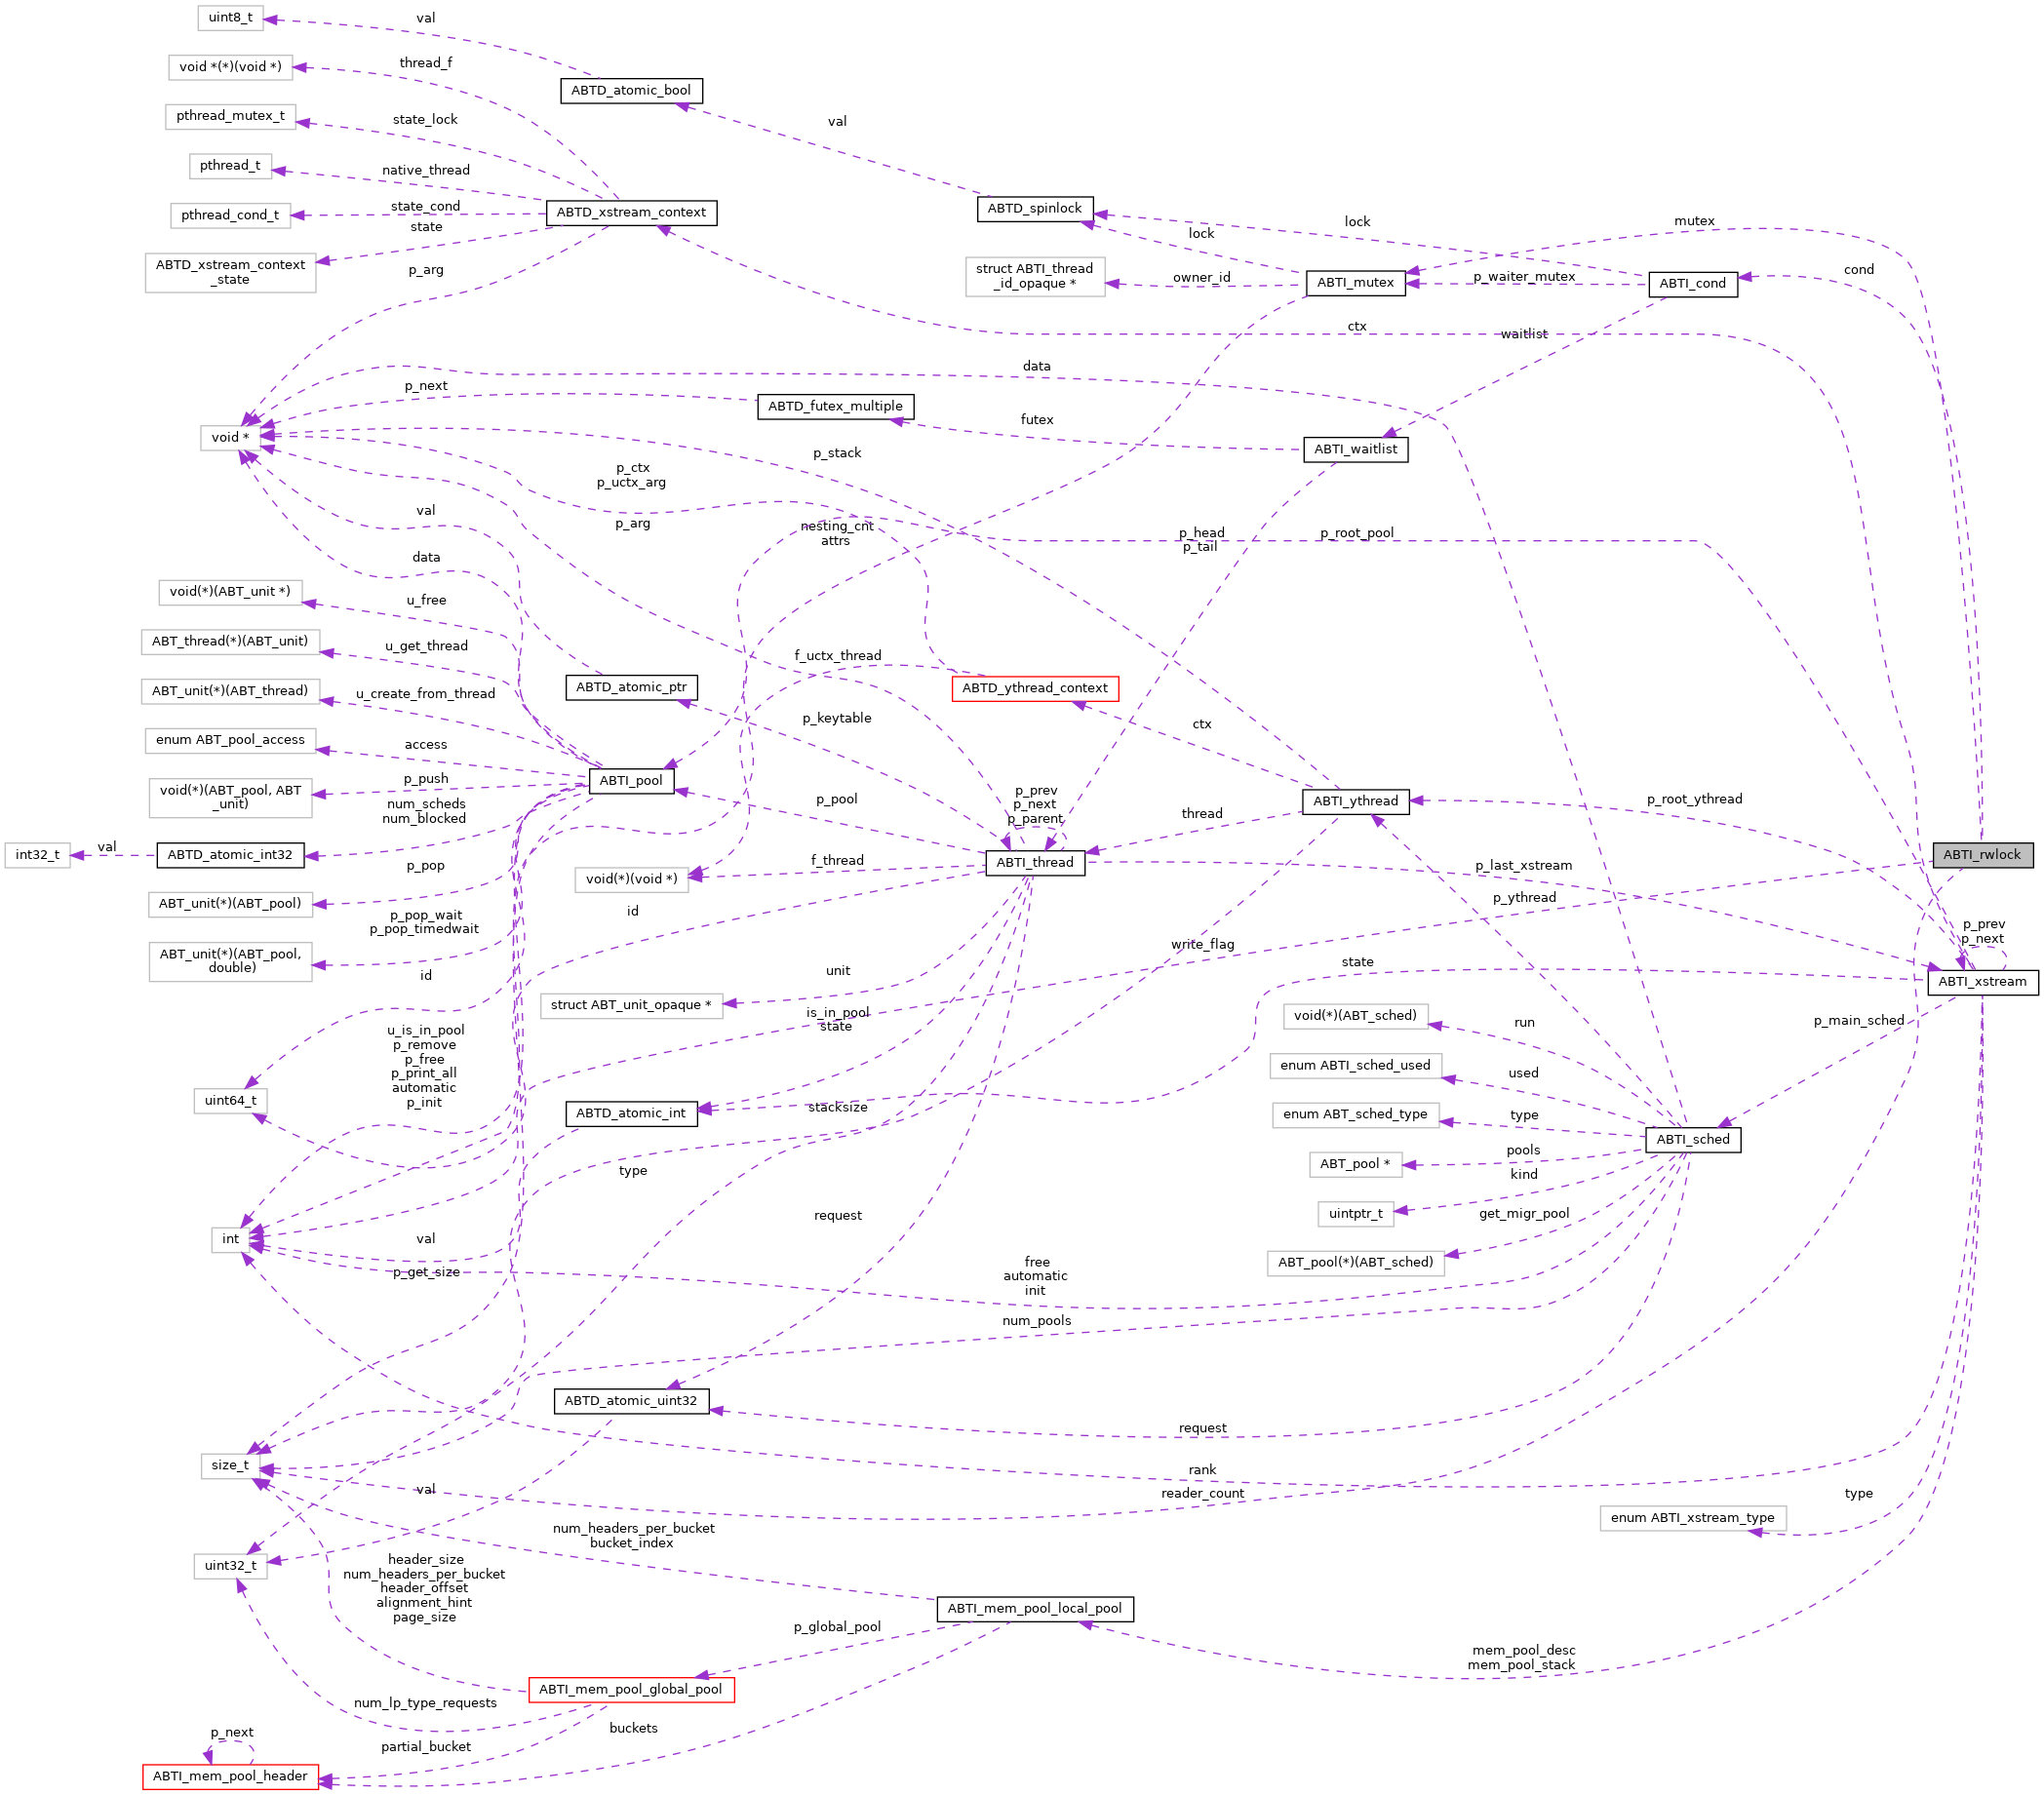 uint8_t
val
void *(*)(void *)
thread_f
ABTD_atomic_bool
pthread_mutex_t
state_lock
val
pthread_t
native_thread
pthread_cond_t
state_cond
ABTD_xstream_context
ABTD_spinlock
lock
mutex
state
lock
ABTD_xstream_context
_state
p_arg
struct ABTI_thread
_id_opaque *
owner_id
ABTI_mutex
p_waiter_mutex
ABTI_cond
cond
ctx
waitlist
data
p_next
ABTD_futex_multiple
futex
void *
p_stack
ABTI_waitlist
p_ctx
p_uctx_arg
val
p_arg
nesting_cnt
attrs
p_head
p_tail
p_root_pool
data
void(*)(ABT_unit *)
u_free
ABT_thread(*)(ABT_unit)
u_get_thread
f_uctx_thread
ABT_unit(*)(ABT_thread)
u_create_from_thread
ABTD_atomic_ptr
ABTD_ythread_context
p_keytable
ctx
enum ABT_pool_access
access
void(*)(ABT_pool, ABT
_unit)
p_push
ABTI_pool
p_pool
p_prev
p_next
p_parent
ABTI_ythread
p_root_ythread
num_scheds
num_blocked
thread
int32_t
val
ABTD_atomic_int32
ABTI_rwlock
p_pop
void(*)(void *)
f_thread
ABTI_thread
p_last_xstream
ABT_unit(*)(ABT_pool)
p_ythread
p_pop_wait
p_pop_timedwait
id
write_flag
p_prev
p_next
ABT_unit(*)(ABT_pool,
double)
id
unit
state
ABTI_xstream
struct ABT_unit_opaque *
is_in_pool
state
void(*)(ABT_sched)
run
p_main_sched
u_is_in_pool
p_remove
p_free
p_print_all
automatic
p_init
enum ABTI_sched_used
used
uint64_t
ABTD_atomic_int
stacksize
enum ABT_sched_type
type
ABTI_sched
type
ABT_pool *
pools
kind
uintptr_t
get_migr_pool
request
int
val
p_get_size
free
automatic
init
ABT_pool(*)(ABT_sched)
num_pools
ABTD_atomic_uint32
request
size_t
val
rank
reader_count
type
enum ABTI_xstream_type
num_headers_per_bucket
bucket_index
uint32_t
header_size
num_headers_per_bucket
header_offset
alignment_hint
page_size
ABTI_mem_pool_local_pool
p_global_pool
mem_pool_desc
mem_pool_stack
ABTI_mem_pool_global_pool
num_lp_type_requests
buckets
p_next
partial_bucket
ABTI_mem_pool_header